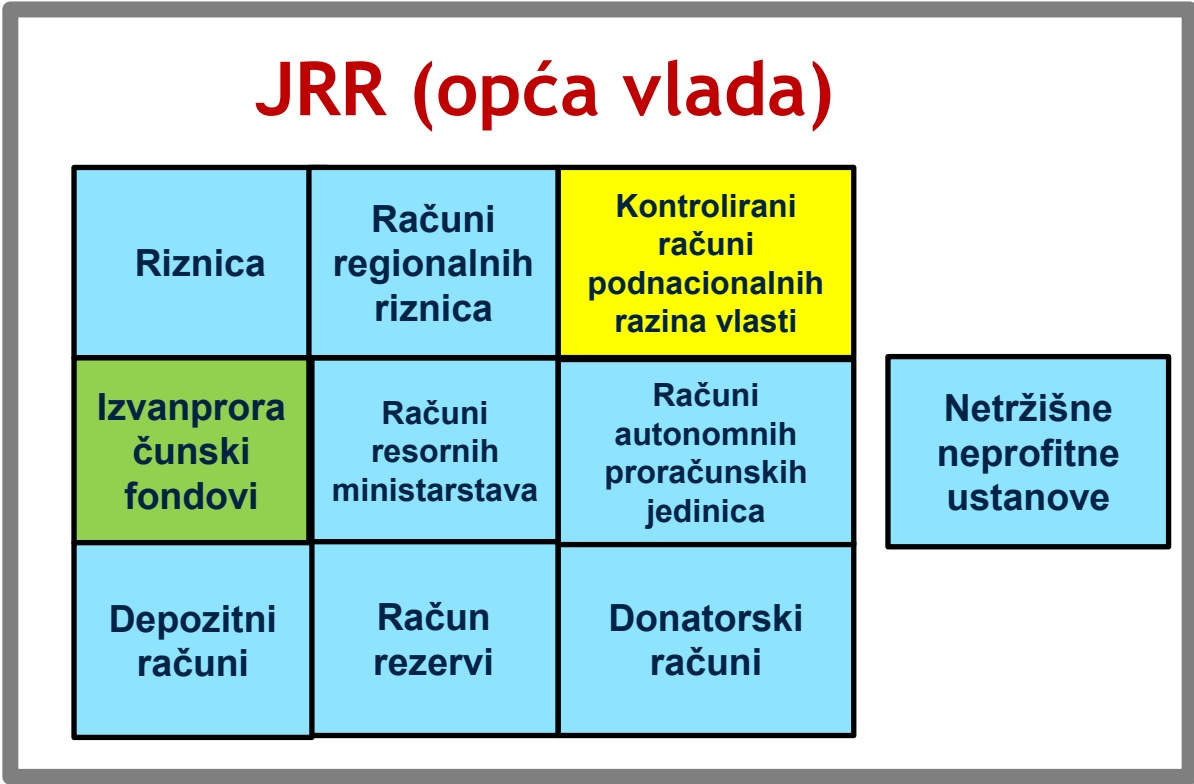 JRR (opća vlada)
Riznica
Računi
regionalnih
riznica
Kontrolirani
računi
podnacionalnih
razina vlasti
Izvanprora
čunski
fondovi
Računi
resornih
ministarstava
Računi
autonomnih
proračunskih
jedinica
Netržišne
neprofitne
ustanove
Depozitni
računi
Račun
rezervi
Donatorski
računi